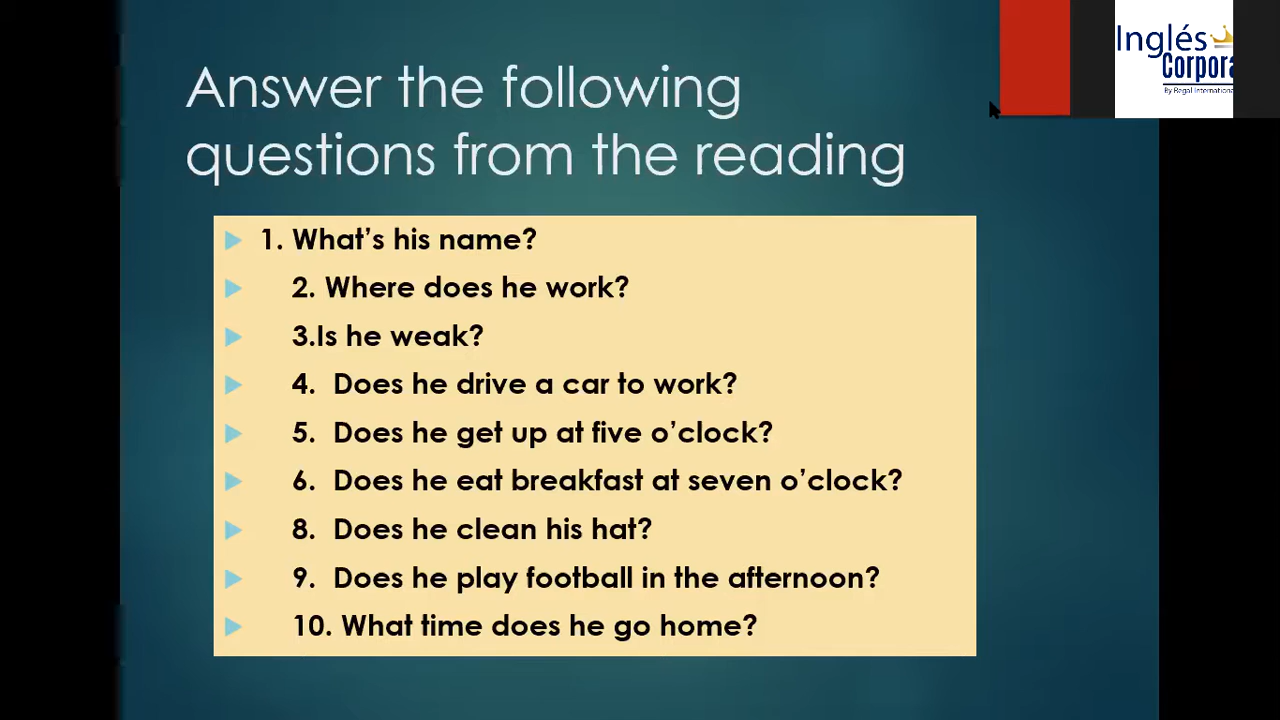 Answer the following
questions from the reading
1. What's his name?
2. Where does he work?
3.Is he weak?
4. Does he drive a car to work?
5. Does he get up at five o'clock?
6. Does he eat breakfast at seven o'clock?
8. Does he clean his hat?
9. Does he play football in the afternoon?
10. What time does he go home?
Inglés
Corpora
By Regal Internationa